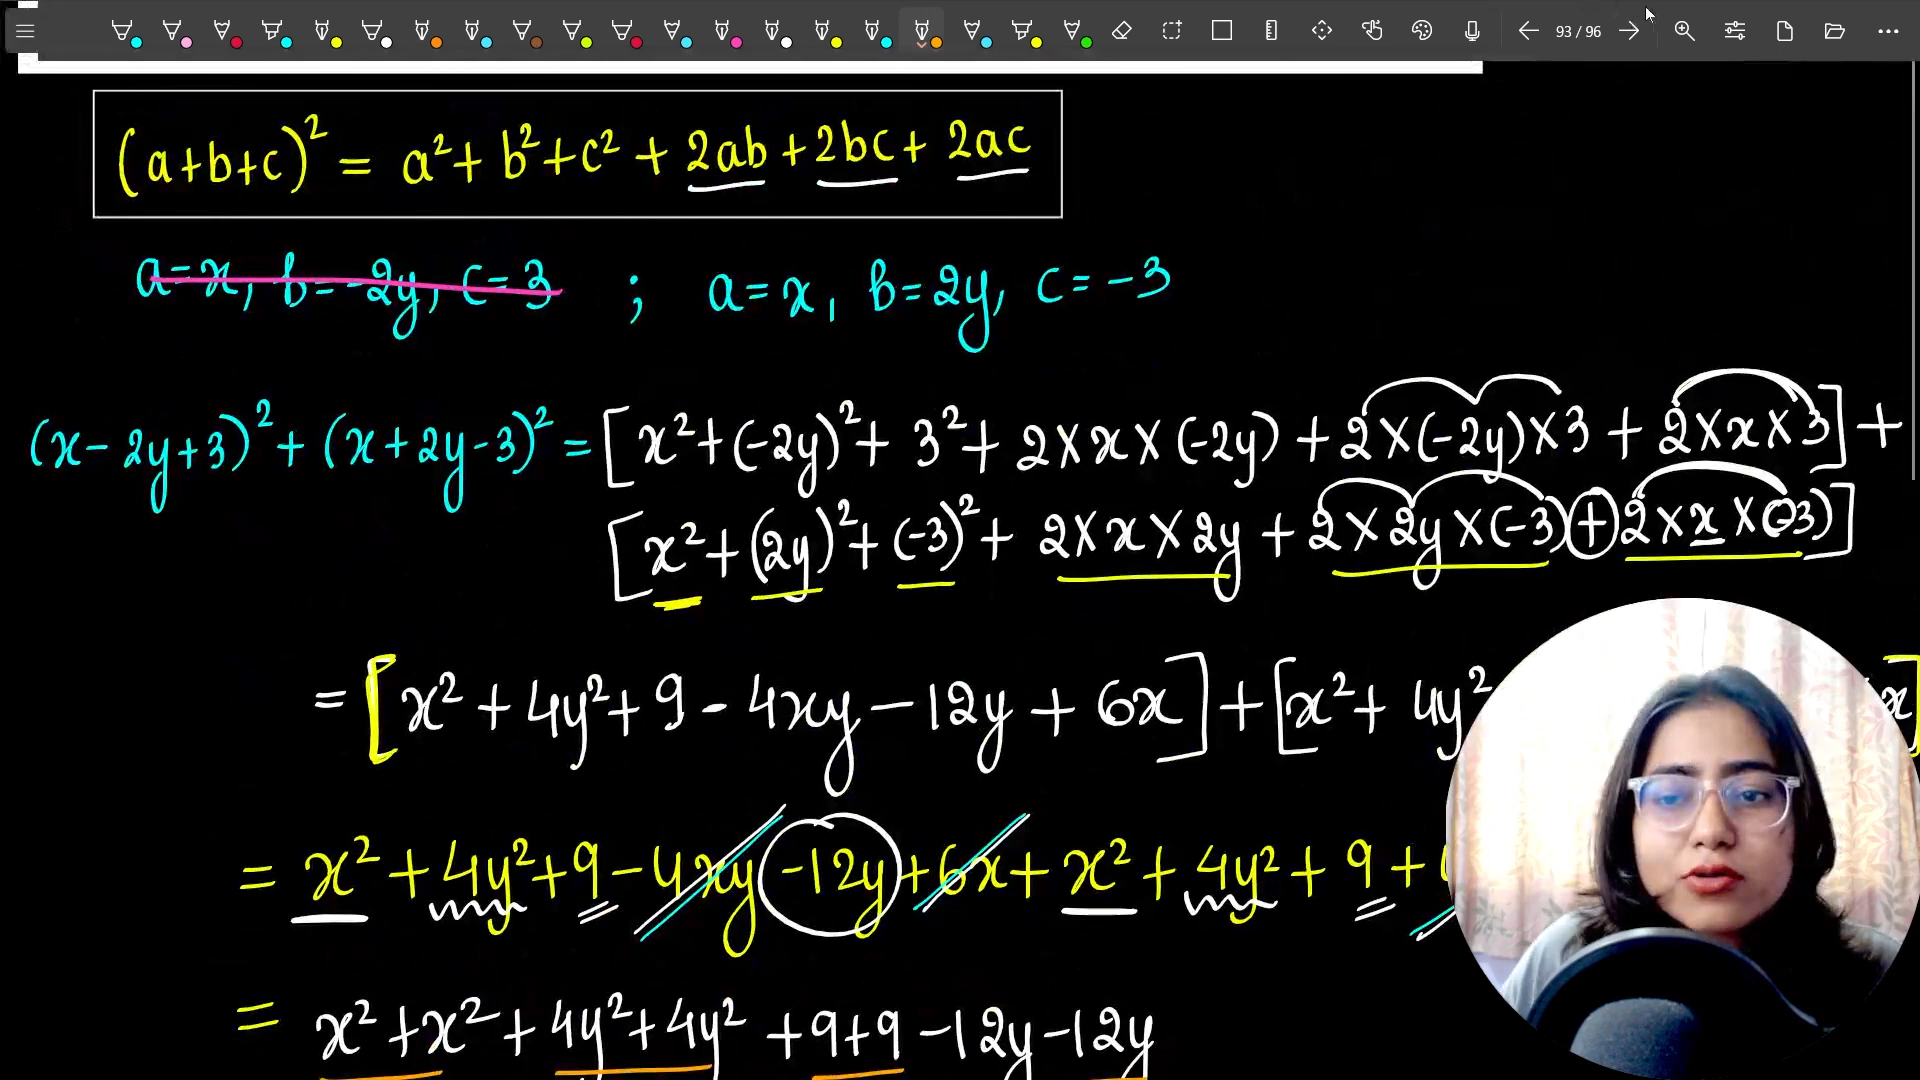 93 / 96
(a+b+c)² = a² + b² + c² + 2ab + 2bc + 2ac
a=x, b=-2y, c=3 ; a=x, b=2y, c=-3
(x-2y+3)² + (x+2y-3)² = [x² + (-2y)² + 3² + 2×x×(-2y) + 2×(-2y)×3 + 2×x×3] +
[x² + (2y)² + (-3)² + 2×x×2y + 2×2y×(-3) + 2×x×(-3)]
= [x² + 4y² + 9 - 4xy - 12y + 6x] + [x² + 4y² x]
= x² + 4y² + 9 - 4xy - 12y + 6x + x² + 4y² + 9 +
= x² + x² + 4y² + 4y² + 9+9 - 12y - 12y